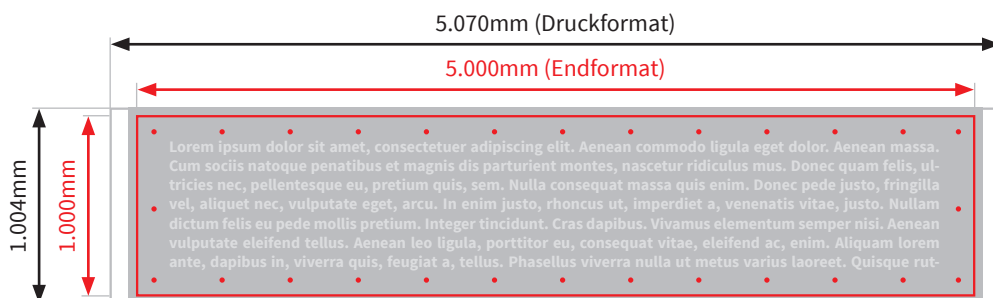 5.070mm (Druckformat)
5.000mm (Endformat)
1.004mm
1.000mm
Lorem ipsum dolor sit amet, consectetuer adipiscing elit. Aenean commodo ligula eget dolor. Aenean massa.
Cum sociis natoque penatibus et magnis dis parturient montes, nascetur ridiculus mus. Donec quam felis, ul-
tricies nec, pellentesque eu, pretium quis, sem. Nulla consequat massa quis enim. Donec pede justo, fringilla
vel, aliquet nec, vulputate eget, arcu. In enim justo, rhoncus ut, imperdiet a, venenatis vitae, justo. Nullam
dictum felis eu pede mollis pretium. Integer tincidunt. Cras dapibus. Vivamus elementum semper nisi. Aenean
vulputate eleifend tellus. Aenean leo ligula, porttitor eu, consequat vitae, eleifend ac, enim. Aliquam lorem
ante, dapibus in, viverra quis, feugiat a, tellus. Phasellus viverra nulla ut metus varius laoreet. Quisque rut-